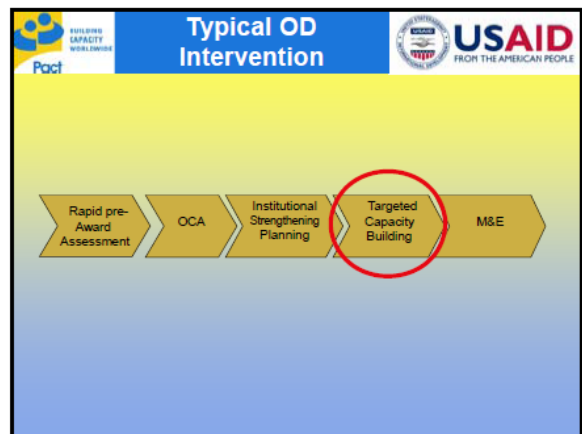 BUILDING
CAPACITY
WORLDWIDE
Pact
Typical OD
Intervention
USAID
USAID
FROM THE AMERICAN PEOPLE
Rapid pre-
Award
Assessment
OCA
Institutional
Strengthening
Planning
Targeted
Capacity
Building
M&E